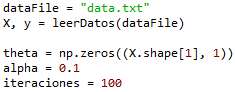 dataFile = "data.txt"
X, y = leerDatos(dataFile)
theta = np.zeros((X.shape[1], 1))
alpha = 0.1
iteraciones = 100